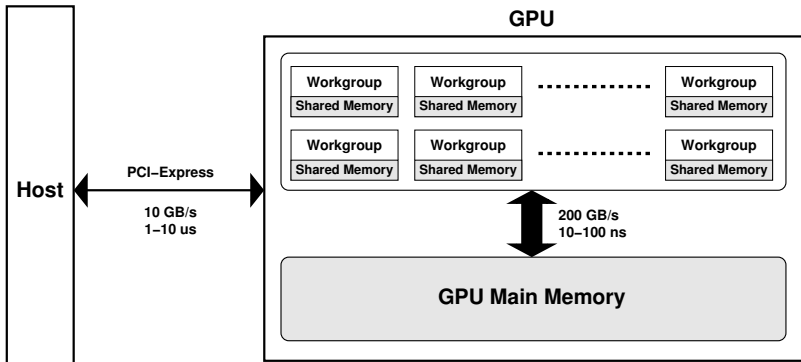 GPU
Workgroup Workgroup Workgroup
Shared Memory Shared Memory Shared Memory
Workgroup Workgroup Workgroup
Shared Memory Shared Memory Shared Memory
Host
PCI−Express
10 GB/s
1−10 us
200 GB/s
10−100 ns
GPU Main Memory